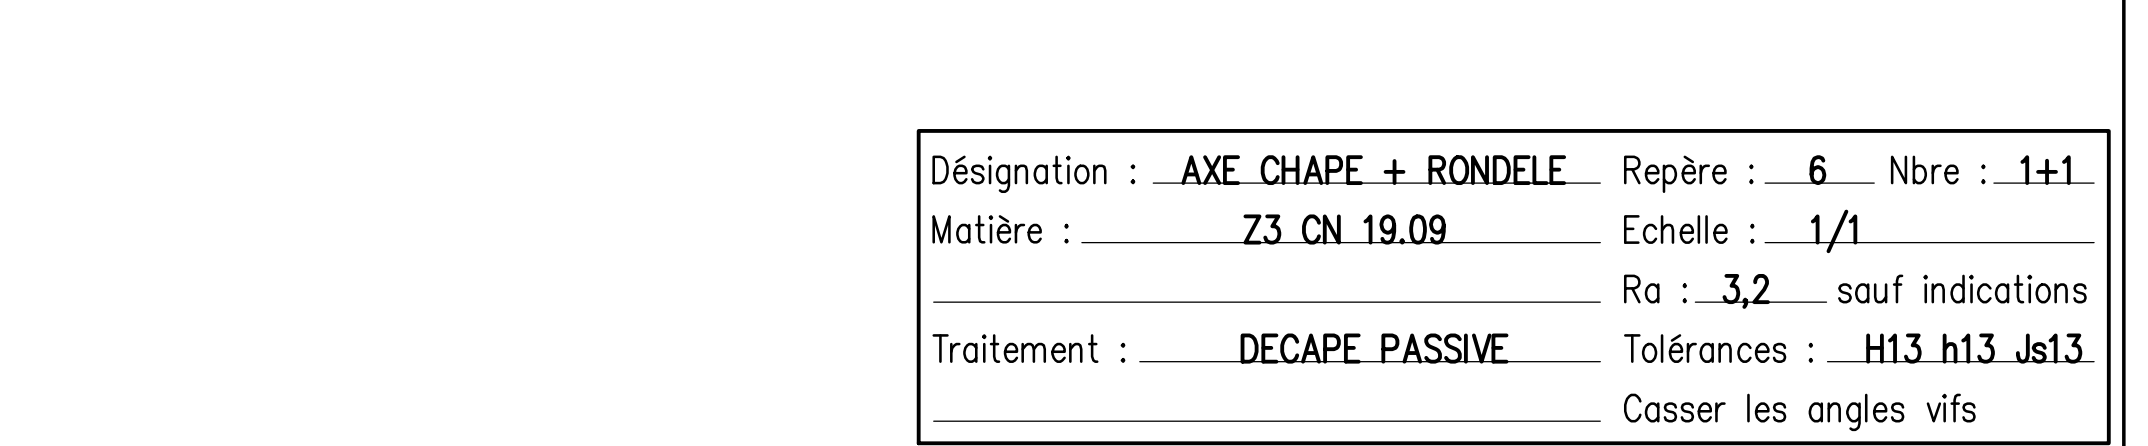 Désignation : AXE CHAPE + RONDELE Repère : 6 Nbre : 1+1
Matière : Z3 CN 19.09 Echelle : 1/1
Ra : 3,2 sauf indications
Traitement : DECAPE PASSIVE Tolérances : H13 h13 Js13
Casser les angles vifs